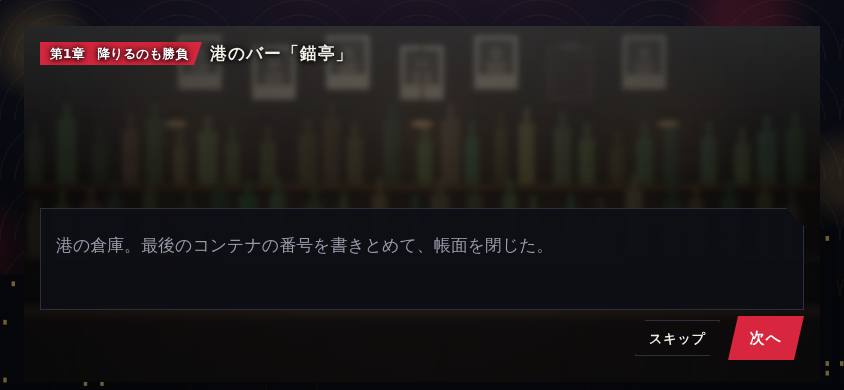 第1章　降りるのも勝負
港のバー「錨亭」
港の倉庫。最後のコンテナの番号を書きとめて、帳面を閉じた。
スキップ
次へ